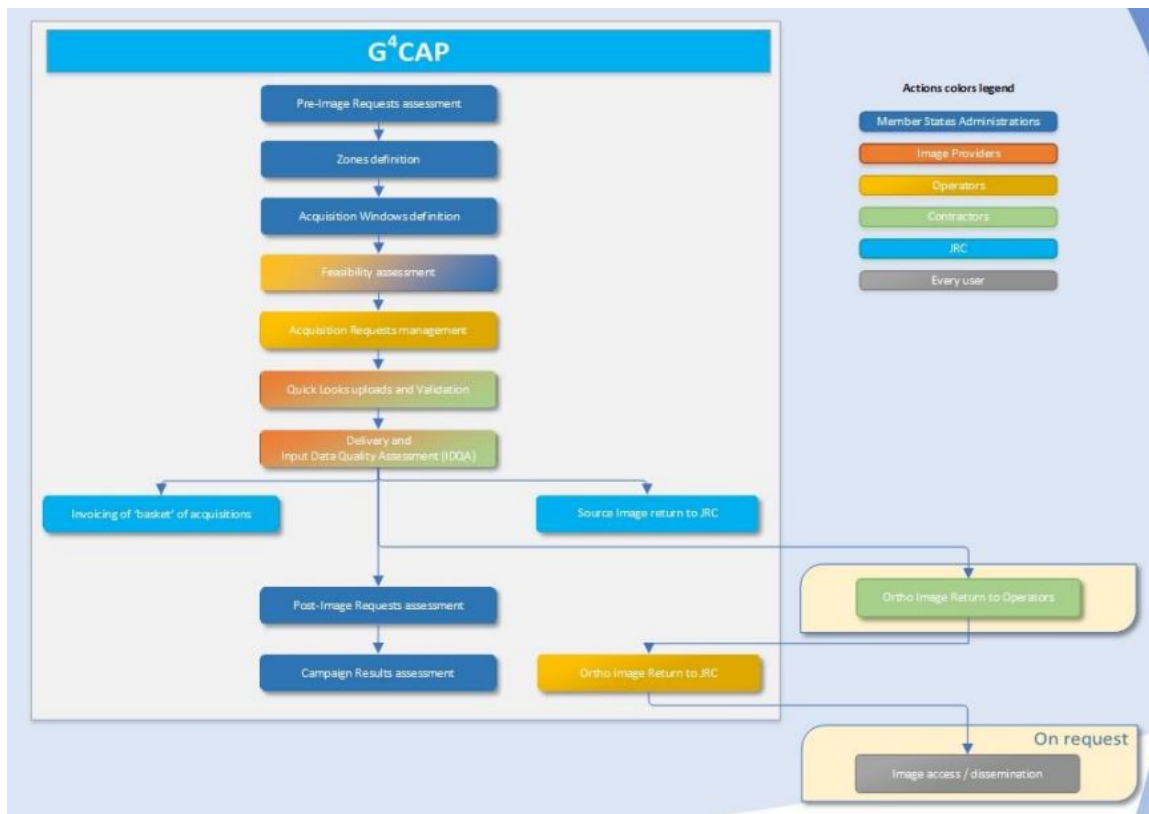 G⁴CAP
Pre-Image Requests assessment
Zones definition
Acquisition Windows definition
Feasibility assessment
Acquisition Requests management
Quick Looks uploads and Validation
Delivery and
Input Data Quality Assessment (IDQA)
Invoicing of 'basket' of acquisitions
Source Image return to JRC
Post-Image Requests assessment
Campaign Results assessment
Ortho Image Return to JRC
Actions colors legend
Member States Administrations
Image Providers
Operators
Contractors
JRC
Every user
Ortho Image Return to Operators
On request
Image access / dissemination